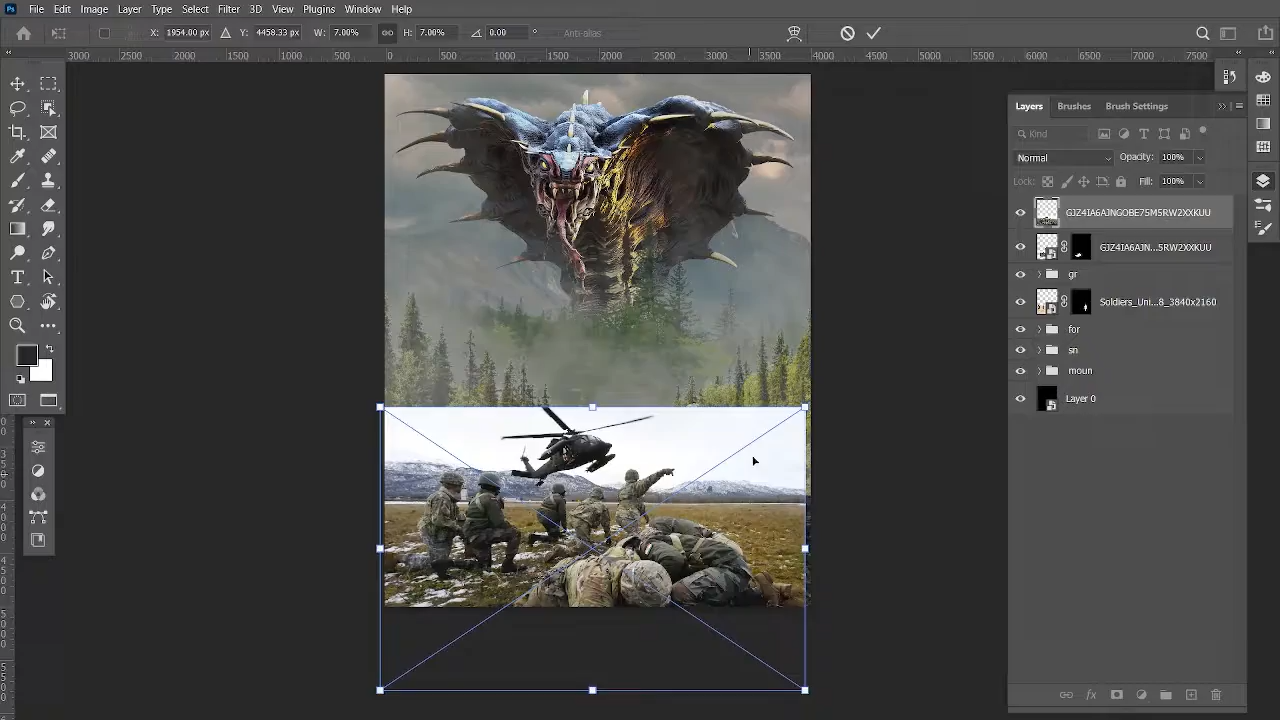 Ps File Edit Image Layer Type Select Filter 3D View Plugins Window Help
X: 1954.00 px Y: 4458.33 px W: 7.00% H: 7.00% 0.00 ° Anti-alias
3000 2500 2000 1500 1000 500 0 500 1000 1500 2000 2500 3000 3500 4000 4500 5000 5500 6000 6500 7000 7500
Layers Brushes Brush Settings
Kind
Normal Opacity: 100%
Lock: Fill: 100%
GJZ4IA6AJNGOBE75M5RW2XXKUU
GJZ4IA6AJN...5RW2XXKUU
gr
Soldiers_Uni...8_3840x2160
for
sn
moun
Layer 0